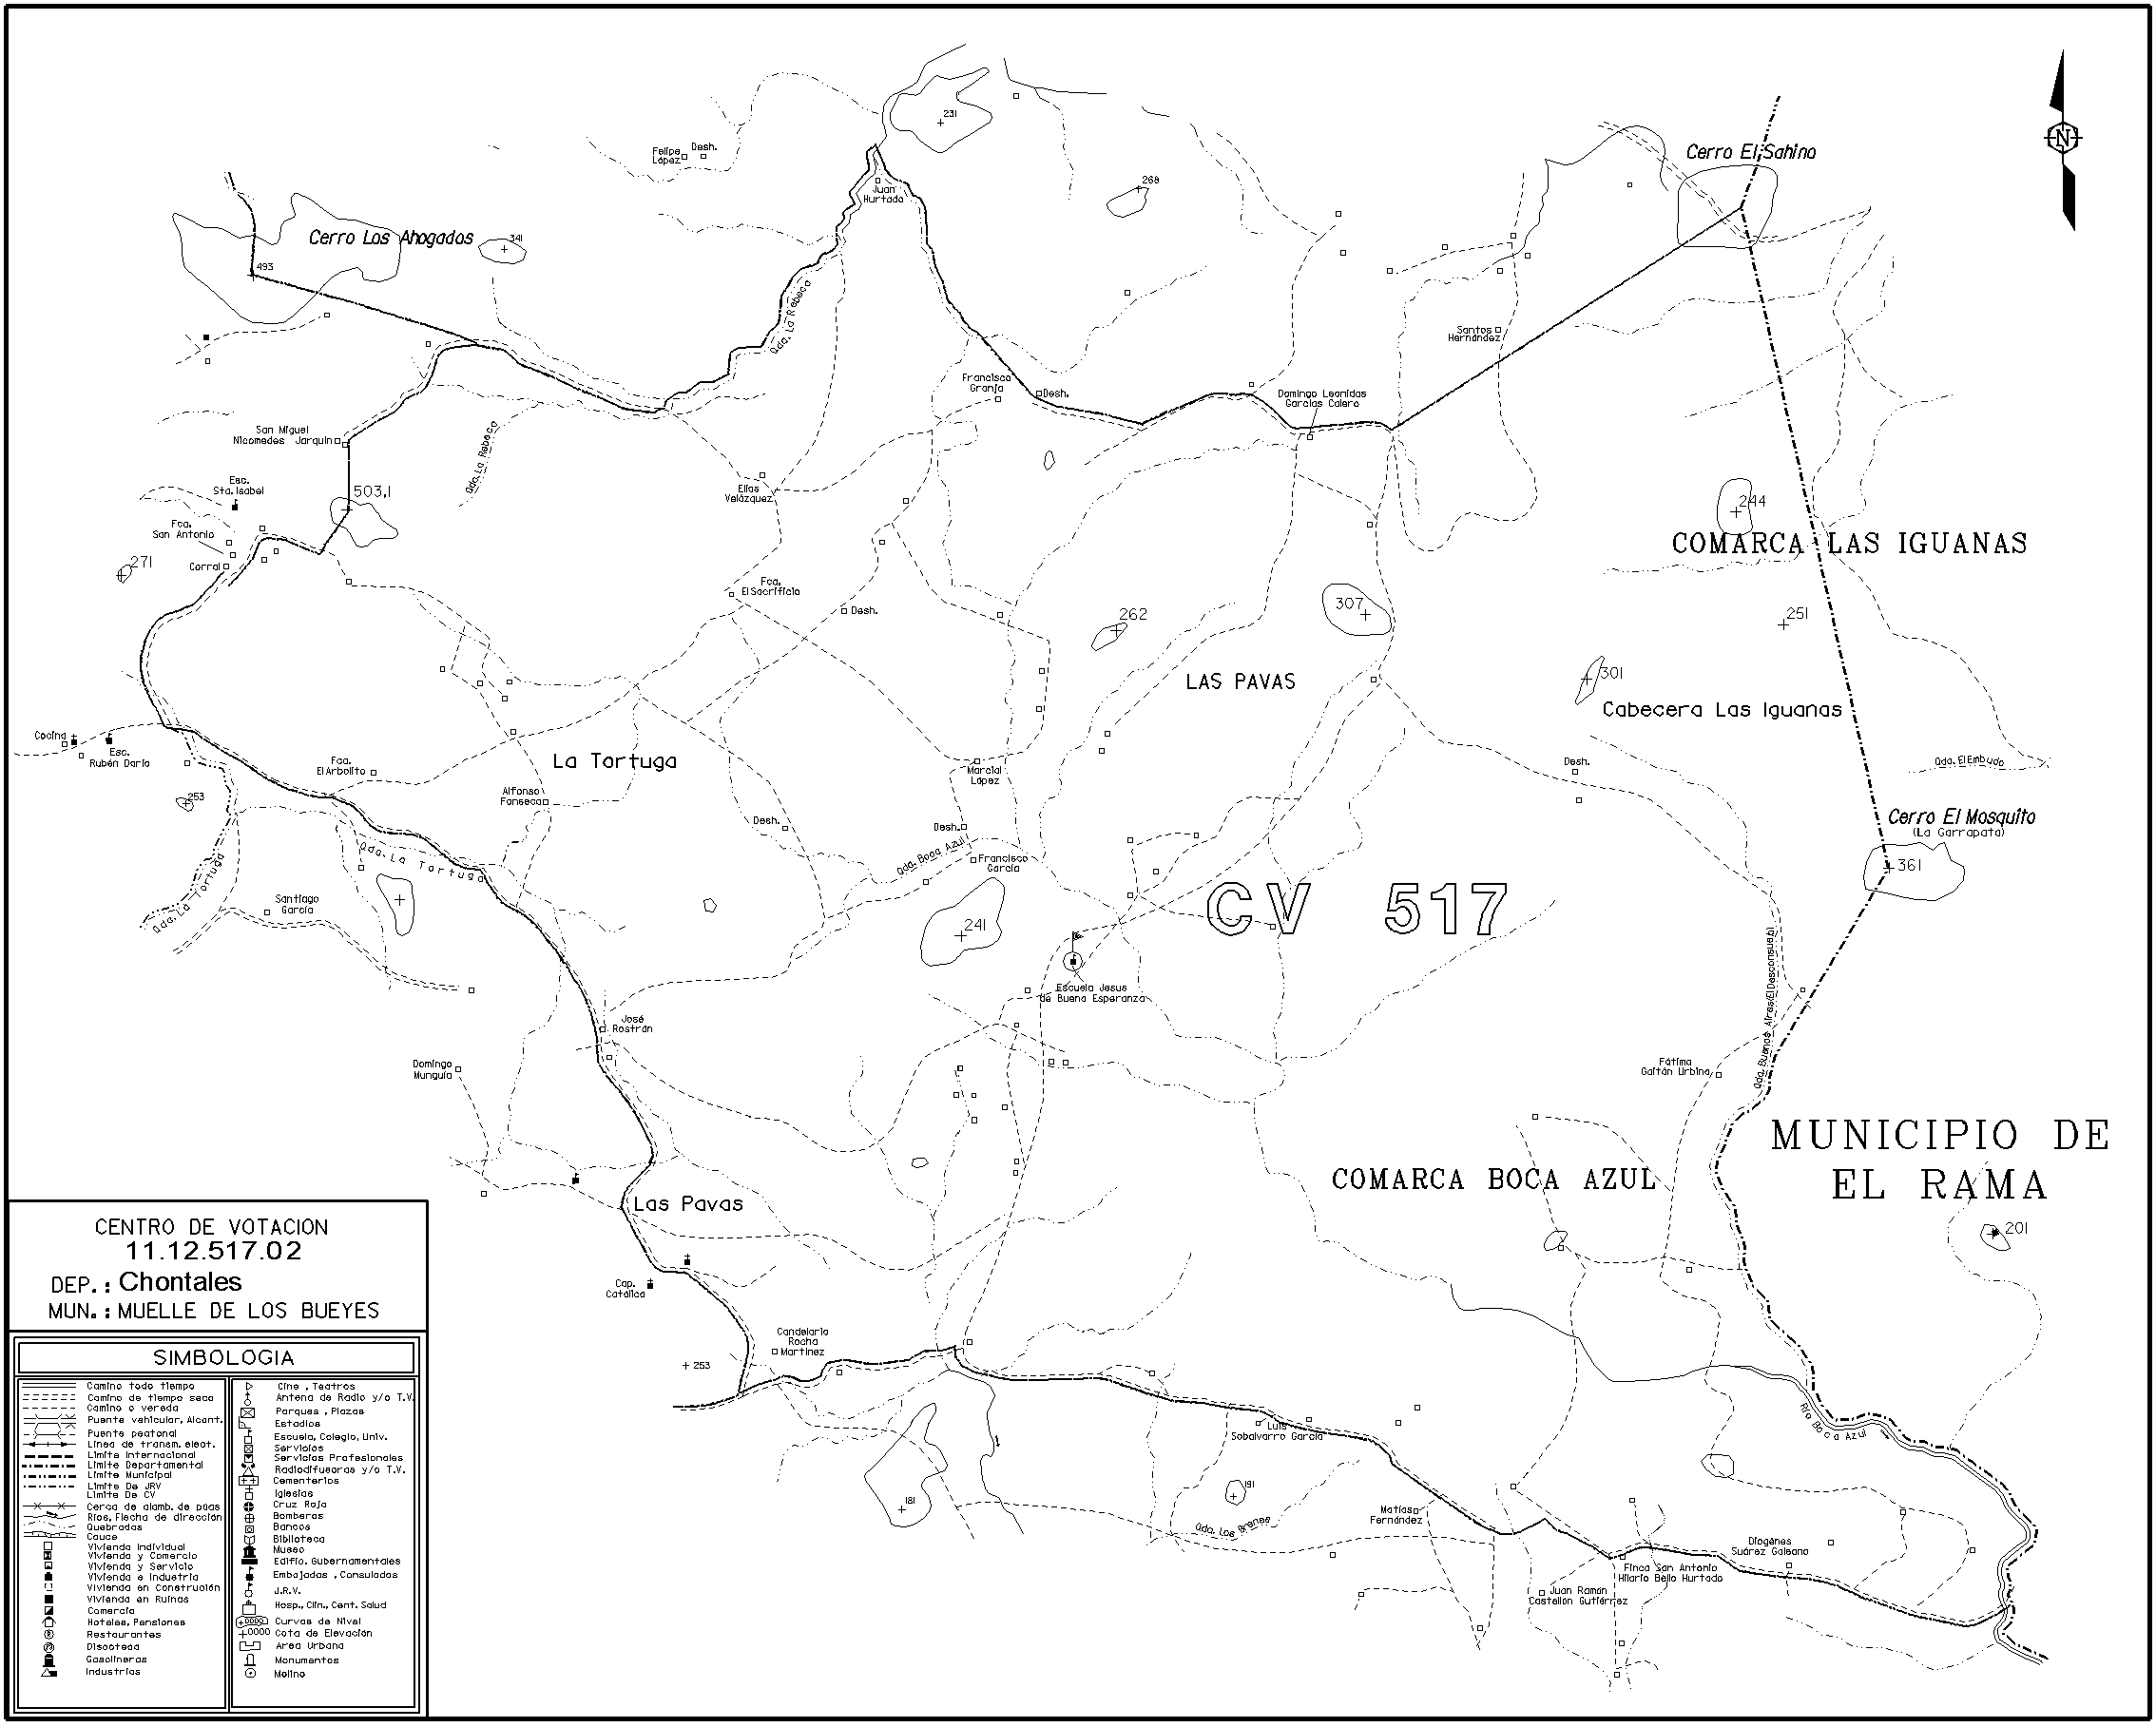 N
231
Cerro El Sahino
Felipe
López
Desh.
Juan
Hurtado
268
Cerro Los Ahogados
341
493
Qda. La Rebeca
Santos
Hernández
Francisco
Granja
Desh.
Domingo Leonidas
Garcias Calero
San Miguel
Nicomedes Jarquin
Qda. La Rebeca
Esc.
Sta. Isabel
503,1
Elías
Velázquez
244
Fca.
San Antonio
COMARCA LAS IGUANAS
Corral
271
Fca.
El Sacrificio
Desh.
262
307
251
LAS PAVAS
301
Cabecera Las Iguanas
Cocina
Esc.
Rubén Darío
La Tortuga
Fca.
El Arbolito
Marcial
López
Desh.
Qda. El Embudo
253
Alfonso
Fonseca
Desh.
Desh.
Cerro El Mosquito
(La Garrapata)
Qda. La Tortuga
Qda. La Tortuga
Qda. Boca Azul
Francisco
García
361
Santiago
García
241
CV 517
Escuela Jesus
de Buena Esperanza
Qda. Buenos Aires/El Desconsuelo
José
Rostrán
Domingo
Munguía
Fátima
Gaitán Urbina
MUNICIPIO DE
EL RAMA
COMARCA BOCA AZUL
Las Pavas
201
CENTRO DE VOTACION
11.12.517.02
DEP.: Chontales
MUN.: MUELLE DE LOS BUEYES
Cap.
Católica
Candelario
Rocha
Martínez
253
Río Boca Azul
Luis
Sobalvarro García
181
191
Qda. Los Brenes
Matías
Fernández
Diógenes
Suárez Galeano
Finca San Antonio
Hilario Bello Hurtado
Juan Ramón
Castellon Gutiérrez
SIMBOLOGIA
Camino todo tiempo
Camino de tiempo seco
Camino o vereda
Puente vehicular, Alcant.
Puente peatonal
Línea de transm. elect.
Límite Internacional
Límite Departamental
Límite Municipal
Límite De JRV
Límite De CV
Cerca de alamb. de púas
Ríos, Flecha de dirección
Quebradas
Cauce
Vivienda Individual
Vivienda y Comercio
Vivienda y Servicio
Vivienda e Industria
Vivienda en Construción
Vivienda en Ruinas
Comercio
Hoteles, Pensiones
Restaurantes
Discoteca
Gasolineras
Industrias
Cine , Teatros
Antena de Radio y/o T.V.
Parques , Plazas
Estadios
Escuela, Colegio, Univ.
Servicios
Servicios Profesionales
Radiodifusoras y/o T.V.
Cementerios
Iglesias
Cruz Roja
Bomberos
Bancos
Biblioteca
Museo
Edific. Gubernamentales
Embajadas , Consulados
J.R.V.
Hosp., Clín., Cent. Salud
Curvas de Nivel
Cota de Elevación
Area Urbana
Monumentos
Molino